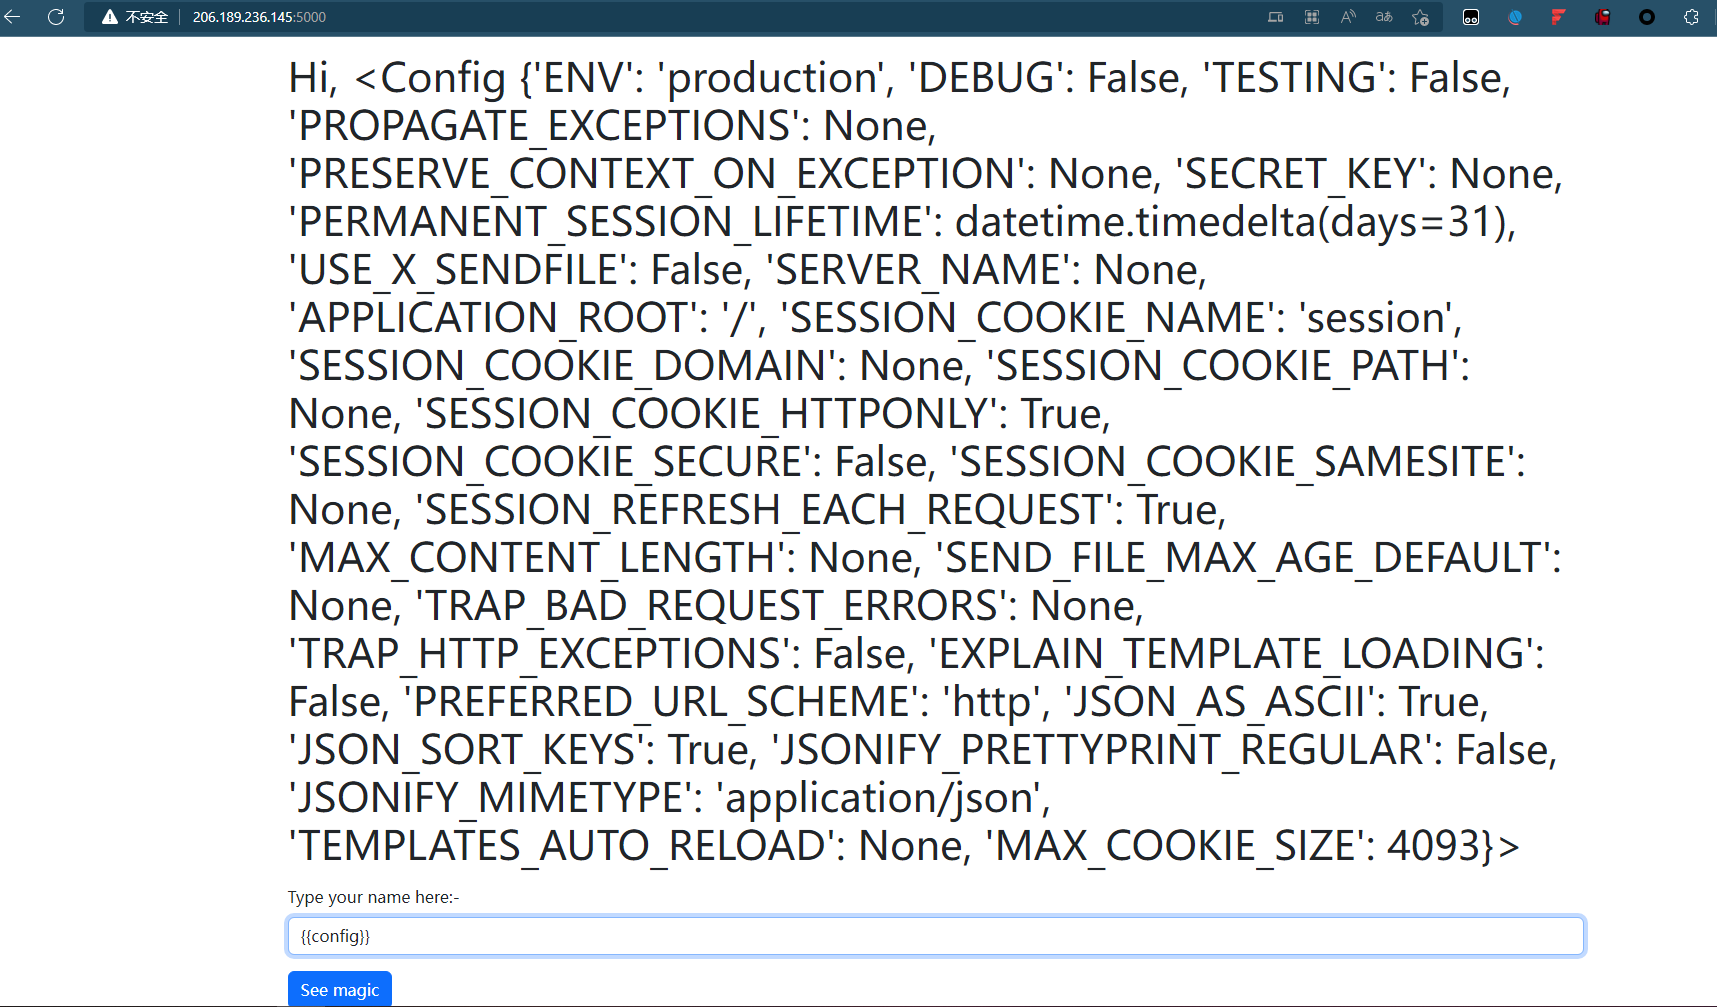 不安全 206.189.236.145:5000
Hi, <Config {'ENV': 'production', 'DEBUG': False, 'TESTING': False,
'PROPAGATE_EXCEPTIONS': None,
'PRESERVE_CONTEXT_ON_EXCEPTION': None, 'SECRET_KEY': None,
'PERMANENT_SESSION_LIFETIME': datetime.timedelta(days=31),
'USE_X_SENDFILE': False, 'SERVER_NAME': None,
'APPLICATION_ROOT': '/', 'SESSION_COOKIE_NAME': 'session',
'SESSION_COOKIE_DOMAIN': None, 'SESSION_COOKIE_PATH':
None, 'SESSION_COOKIE_HTTPONLY': True,
'SESSION_COOKIE_SECURE': False, 'SESSION_COOKIE_SAMESITE':
None, 'SESSION_REFRESH_EACH_REQUEST': True,
'MAX_CONTENT_LENGTH': None, 'SEND_FILE_MAX_AGE_DEFAULT':
None, 'TRAP_BAD_REQUEST_ERRORS': None,
'TRAP_HTTP_EXCEPTIONS': False, 'EXPLAIN_TEMPLATE_LOADING':
False, 'PREFERRED_URL_SCHEME': 'http', 'JSON_AS_ASCII': True,
'JSON_SORT_KEYS': True, 'JSONIFY_PRETTYPRINT_REGULAR': False,
'JSONIFY_MIMETYPE': 'application/json',
'TEMPLATES_AUTO_RELOAD': None, 'MAX_COOKIE_SIZE': 4093}>
Type your name here:-
{{config}}
See magic